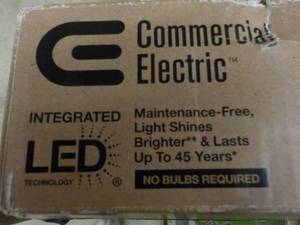 Commercial
Electric™
INTEGRATED
LED
TECHNOLOGY ®
Maintenance-Free,
Light Shines
Brighter** & Lasts
Up To 45 Years*
NO BULBS REQUIRED